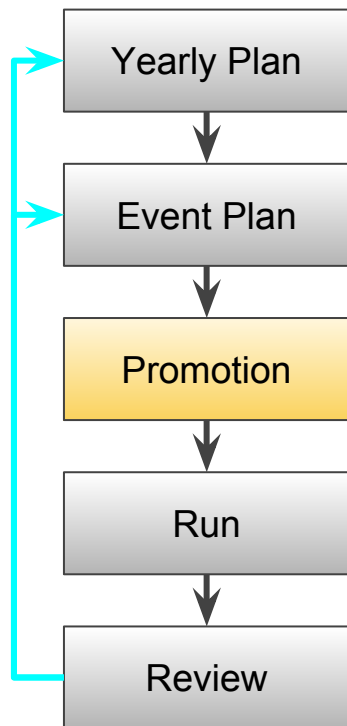 Yearly Plan
Event Plan
Promotion
Run
Review